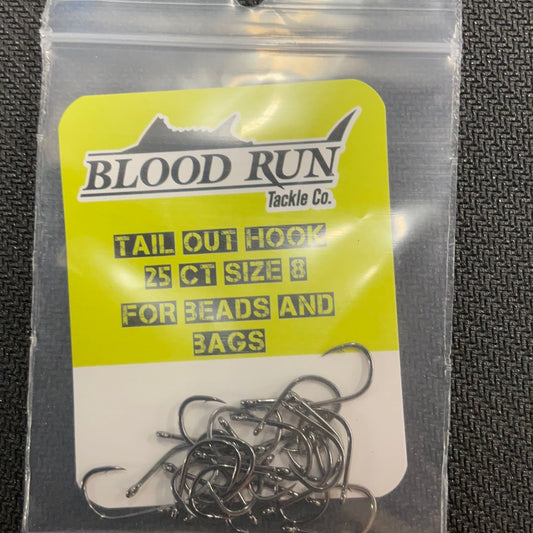 BLOOD RUN
Tackle Co.
TAIL OUT HOOK
25 CT SIZE 8
FOR BEADS AND
BAGS